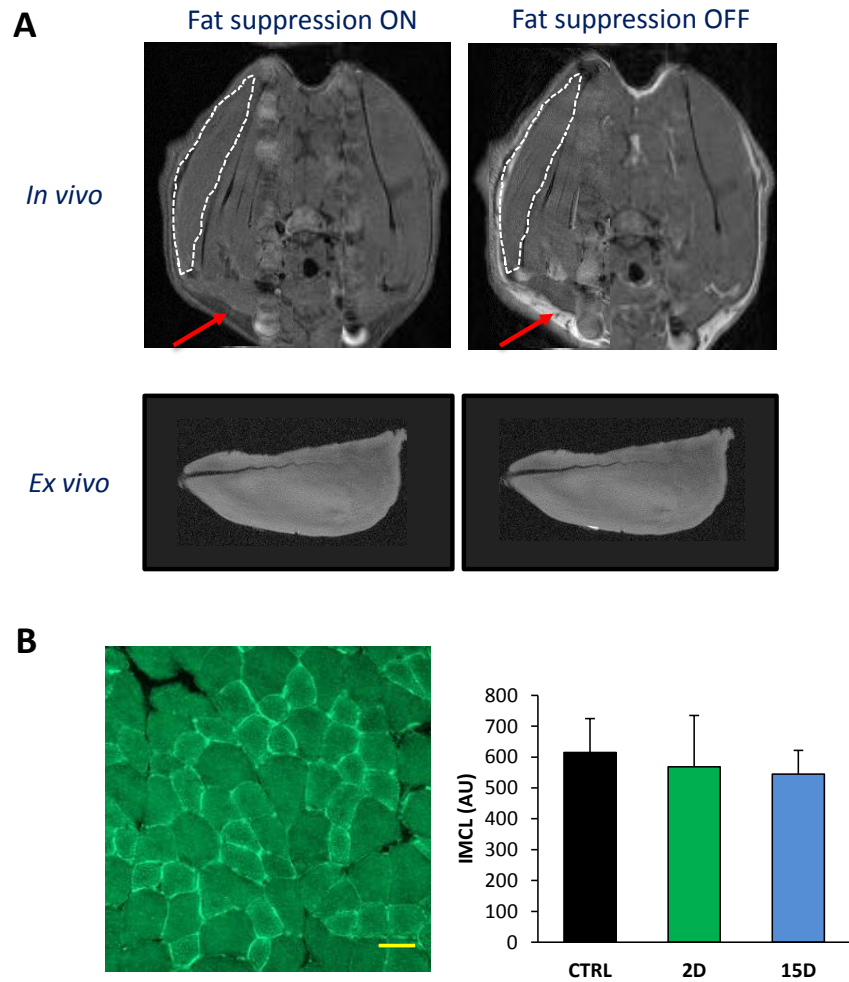 A
Fat suppression ON
Fat suppression OFF
In vivo
Ex vivo
B
800
700
600
500
400
300
200
100
0
IMCL (AU)
CTRL
2D
15D